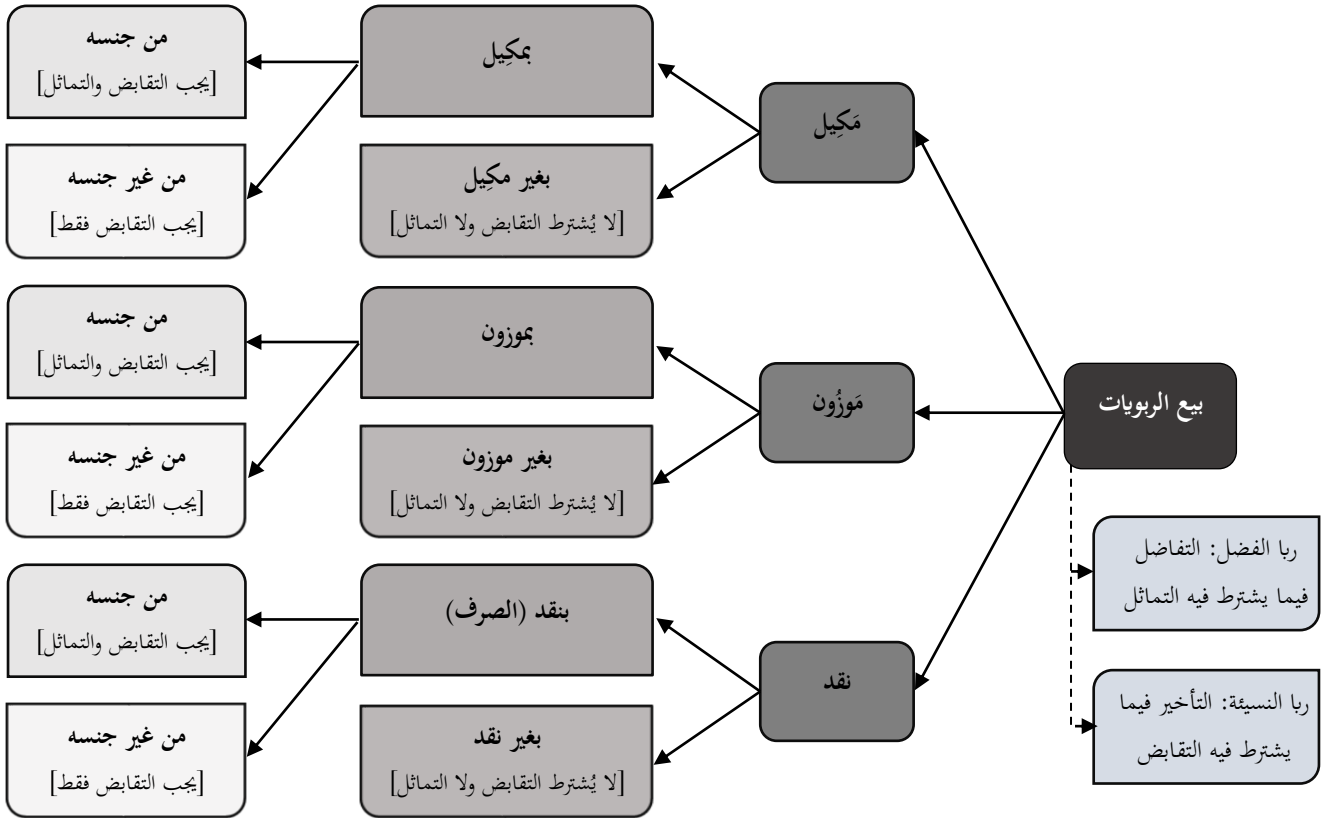 بيع الربويات
ربا الفضل: التفاضل
فيما يشترط فيه التماثل
ربا النسيئة: التأخير فيما
يشترط فيه التقابض
مَكِيل
بمكِيل
من جنسه
[يجب التقابض والتماثل]
من غير جنسه
[يجب التقابض فقط]
بغير مكِيل
[لا يُشترط التقابض ولا التماثل]
مَوزُون
بموزون
من جنسه
[يجب التقابض والتماثل]
من غير جنسه
[يجب التقابض فقط]
بغير موزون
[لا يُشترط التقابض ولا التماثل]
نقد
بنقد (الصرف)
من جنسه
[يجب التقابض والتماثل]
من غير جنسه
[يجب التقابض فقط]
بغير نقد
[لا يُشترط التقابض ولا التماثل]